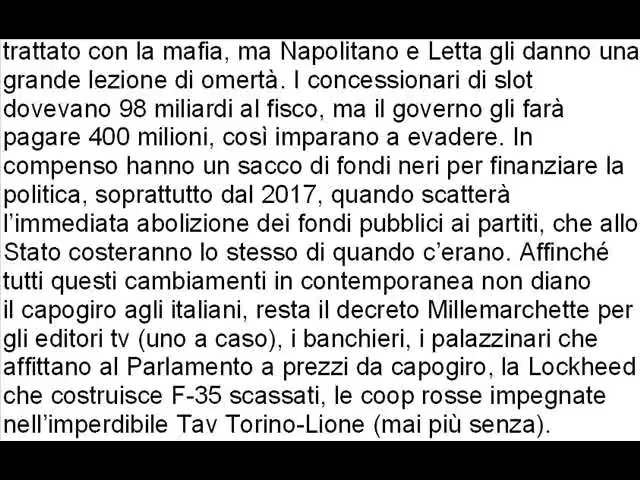 trattato con la mafia, ma Napolitano e Letta gli danno una
grande lezione di omertà. I concessionari di slot
dovevano 98 miliardi al fisco, ma il governo gli farà
pagare 400 milioni, così imparano a evadere. In
compenso hanno un sacco di fondi neri per finanziare la
politica, soprattutto dal 2017, quando scatterà
l’immediata abolizione dei fondi pubblici ai partiti, che allo
Stato costeranno lo stesso di quando c’erano. Affinché
tutti questi cambiamenti in contemporanea non diano
il capogiro agli italiani, resta il decreto Millemarchette per
gli editori tv (uno a caso), i banchieri, i palazzinari che
affittano al Parlamento a prezzi da capogiro, la Lockheed
che costruisce F-35 scassati, le coop rosse impegnate
nell’imperdibile Tav Torino-Lione (mai più senza).